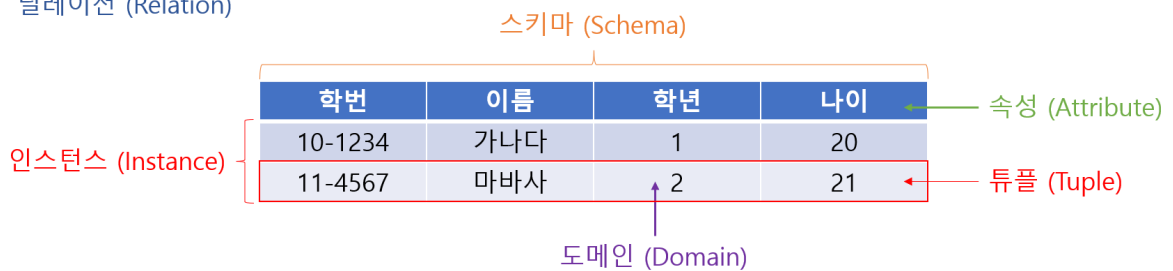 릴레이션 (Relation)
스키마 (Schema)
학번 이름 학년 나이
속성 (Attribute)
10-1234 가나다 1 20
인스턴스 (Instance)
11-4567 마바사 2 21
튜플 (Tuple)
도메인 (Domain)